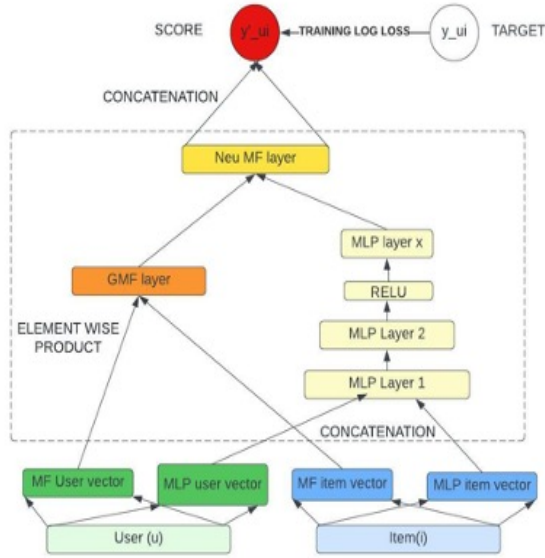 SCORE
y'_ui
TRAINING LOG LOSS
y_ui
TARGET
CONCATENATION
Neu MF layer
MLP layer x
GMF layer
RELU
ELEMENT WISE
PRODUCT
MLP Layer 2
MLP Layer 1
CONCATENATION
MF User vector
MLP user vector
MF item vector
MLP item vector
User (u)
Item(i)